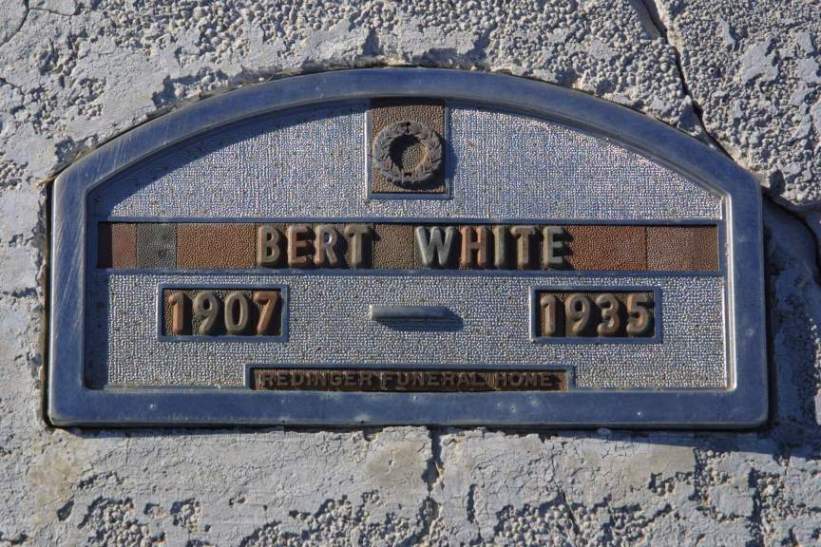 BERT WHITE
1907 - 1935
REDINGER FUNERAL HOME